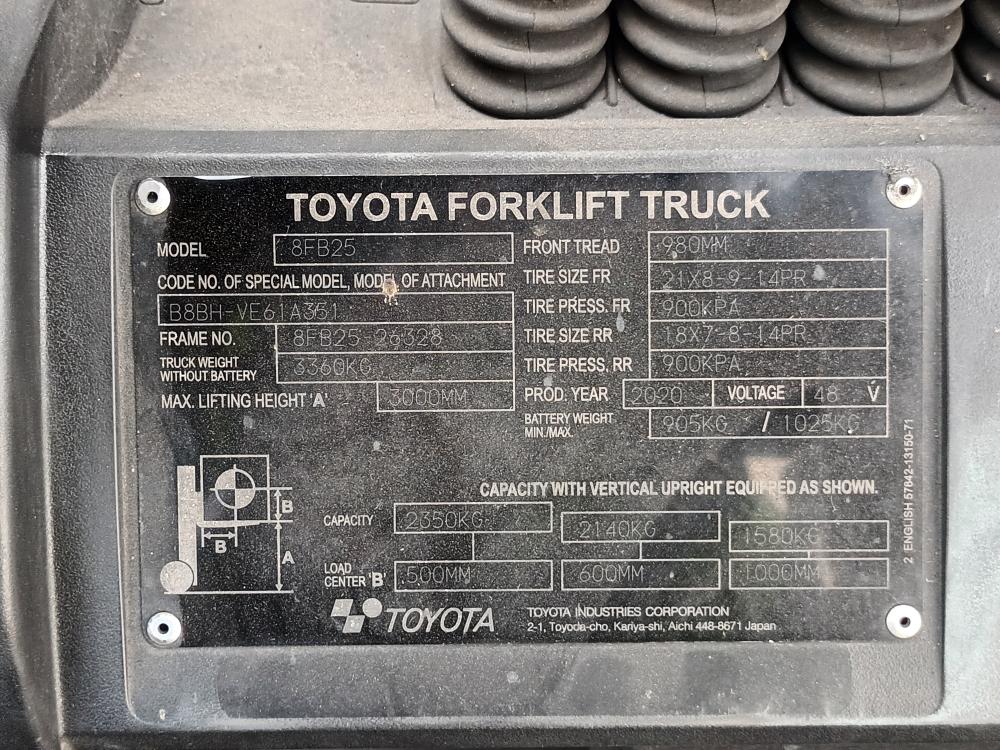 TOYOTA FORKLIFT TRUCK
MODEL 8FB25
CODE NO. OF SPECIAL MODEL, MODEL OF ATTACHMENT
B8BH-VE61A351
FRAME NO. 8FB25-26328
TRUCK WEIGHT WITHOUT BATTERY 3360KG
MAX. LIFTING HEIGHT 'A' 3000MM
FRONT TREAD 980MM
TIRE SIZE FR 21X8-9-14PR
TIRE PRESS. FR 900KPA
TIRE SIZE RR 18X7-8-14PR
TIRE PRESS. RR 900KPA
PROD. YEAR 2020 VOLTAGE 48 V
BATTERY WEIGHT MIN./MAX. 905KG / 1025KG
CAPACITY WITH VERTICAL UPRIGHT EQUIPPED AS SHOWN.
B
B
A
CAPACITY 2350KG 2140KG 1580KG
LOAD CENTER 'B' 500MM 600MM 1000MM
TOYOTA
TOYOTA INDUSTRIES CORPORATION
2-1, Toyoda-cho, Kariya-shi, Aichi 448-8671 Japan
2 ENGLISH 57642-13150-71